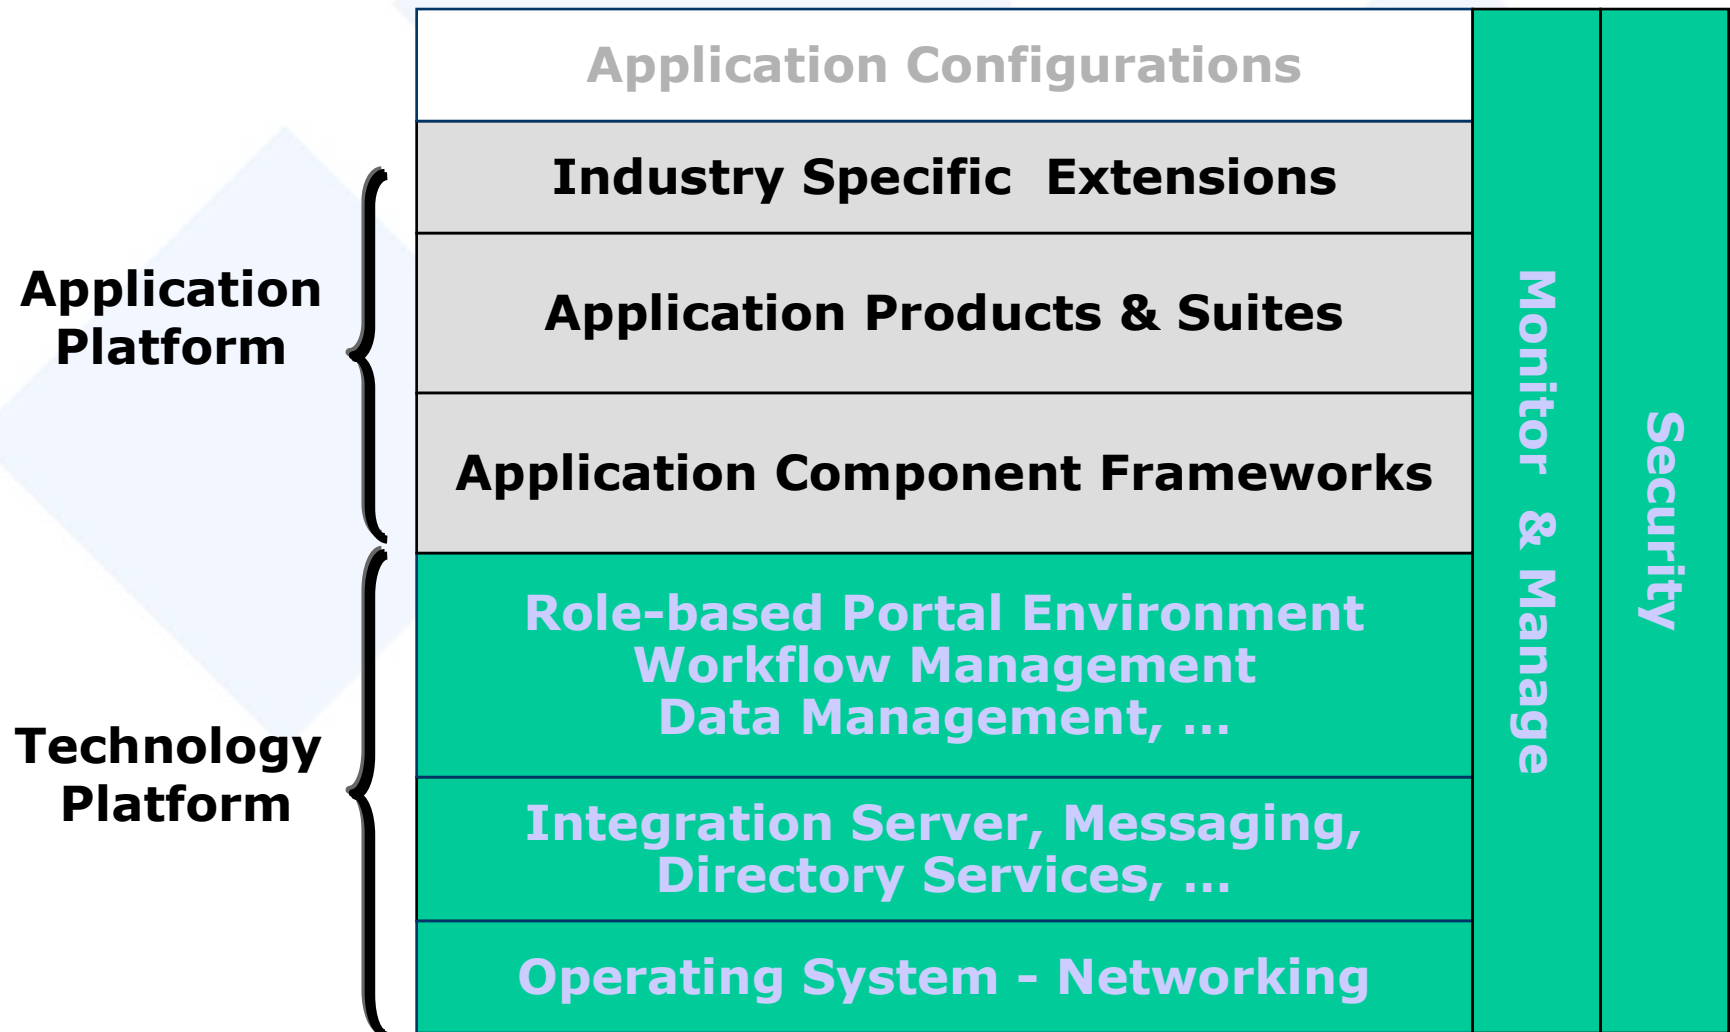 Application Configurations
Industry Specific  Extensions
Application Products & Suites
Application Component Frameworks
Role-based Portal Environment
Workflow Management
Data Management, ...
Integration Server, Messaging,
Directory Services, ...
Operating System - Networking
Application
Platform
Technology
Platform
Monitor  & Manage
Security